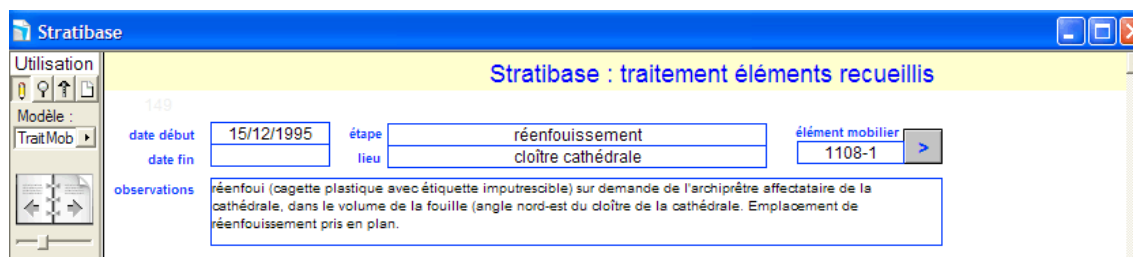 Stratibase
Utilisation
Stratibase : traitement éléments recueillis
149
Modèle :
TraitMob
date début 15/12/1995 étape réenfouissement élément mobilier
date fin lieu cloître cathédrale 1108-1 >
observations réenfoui (cagette plastique avec étiquette imputrescible) sur demande de l'archiprêtre affectataire de la
cathédrale, dans le volume de la fouille (angle nord-est du cloître de la cathédrale. Emplacement de
réenfouissement pris en plan.